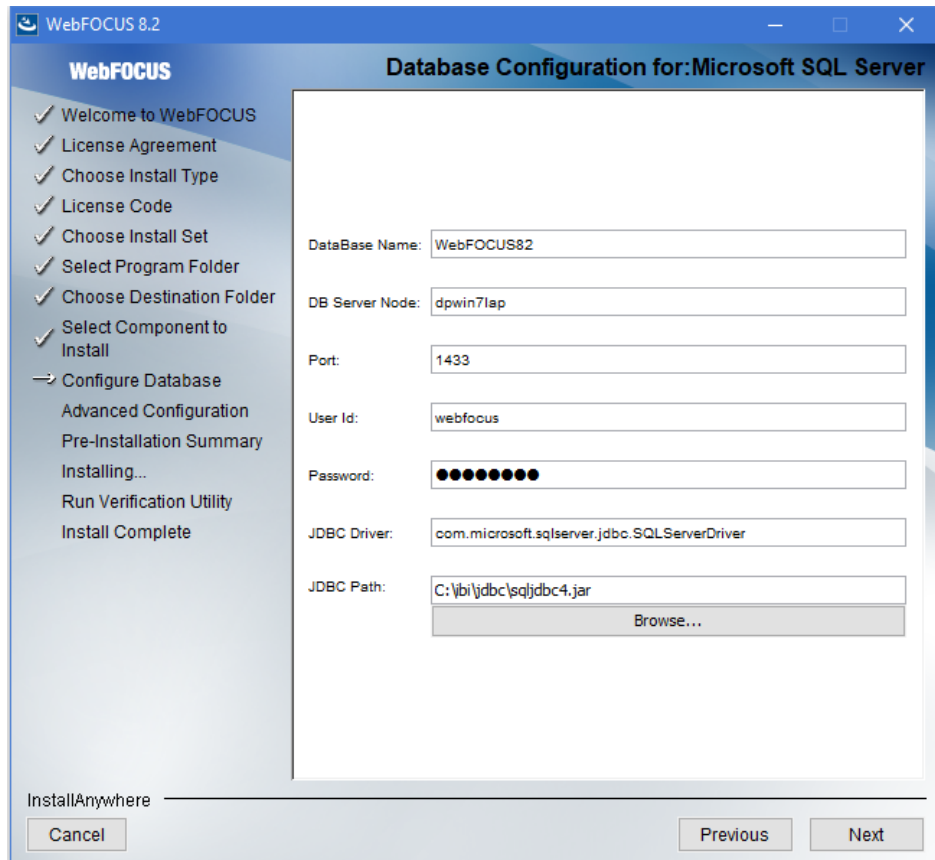 WebFOCUS 8.2
WebFOCUS
Database Configuration for:Microsoft SQL Server
Welcome to WebFOCUS
License Agreement
Choose Install Type
License Code
Choose Install Set
Select Program Folder
Choose Destination Folder
Select Component to
Install
Configure Database
Advanced Configuration
Pre-Installation Summary
Installing...
Run Verification Utility
Install Complete
DataBase Name: WebFOCUS82
DB Server Node: dpwin7lap
Port: 1433
User Id: webfocus
Password: ●●●●●●●●
JDBC Driver: com.microsoft.sqlserver.jdbc.SQLServerDriver
JDBC Path: C:\ibi\jdbc\sqljdbc4.jar
Browse...
InstallAnywhere
Cancel Previous Next